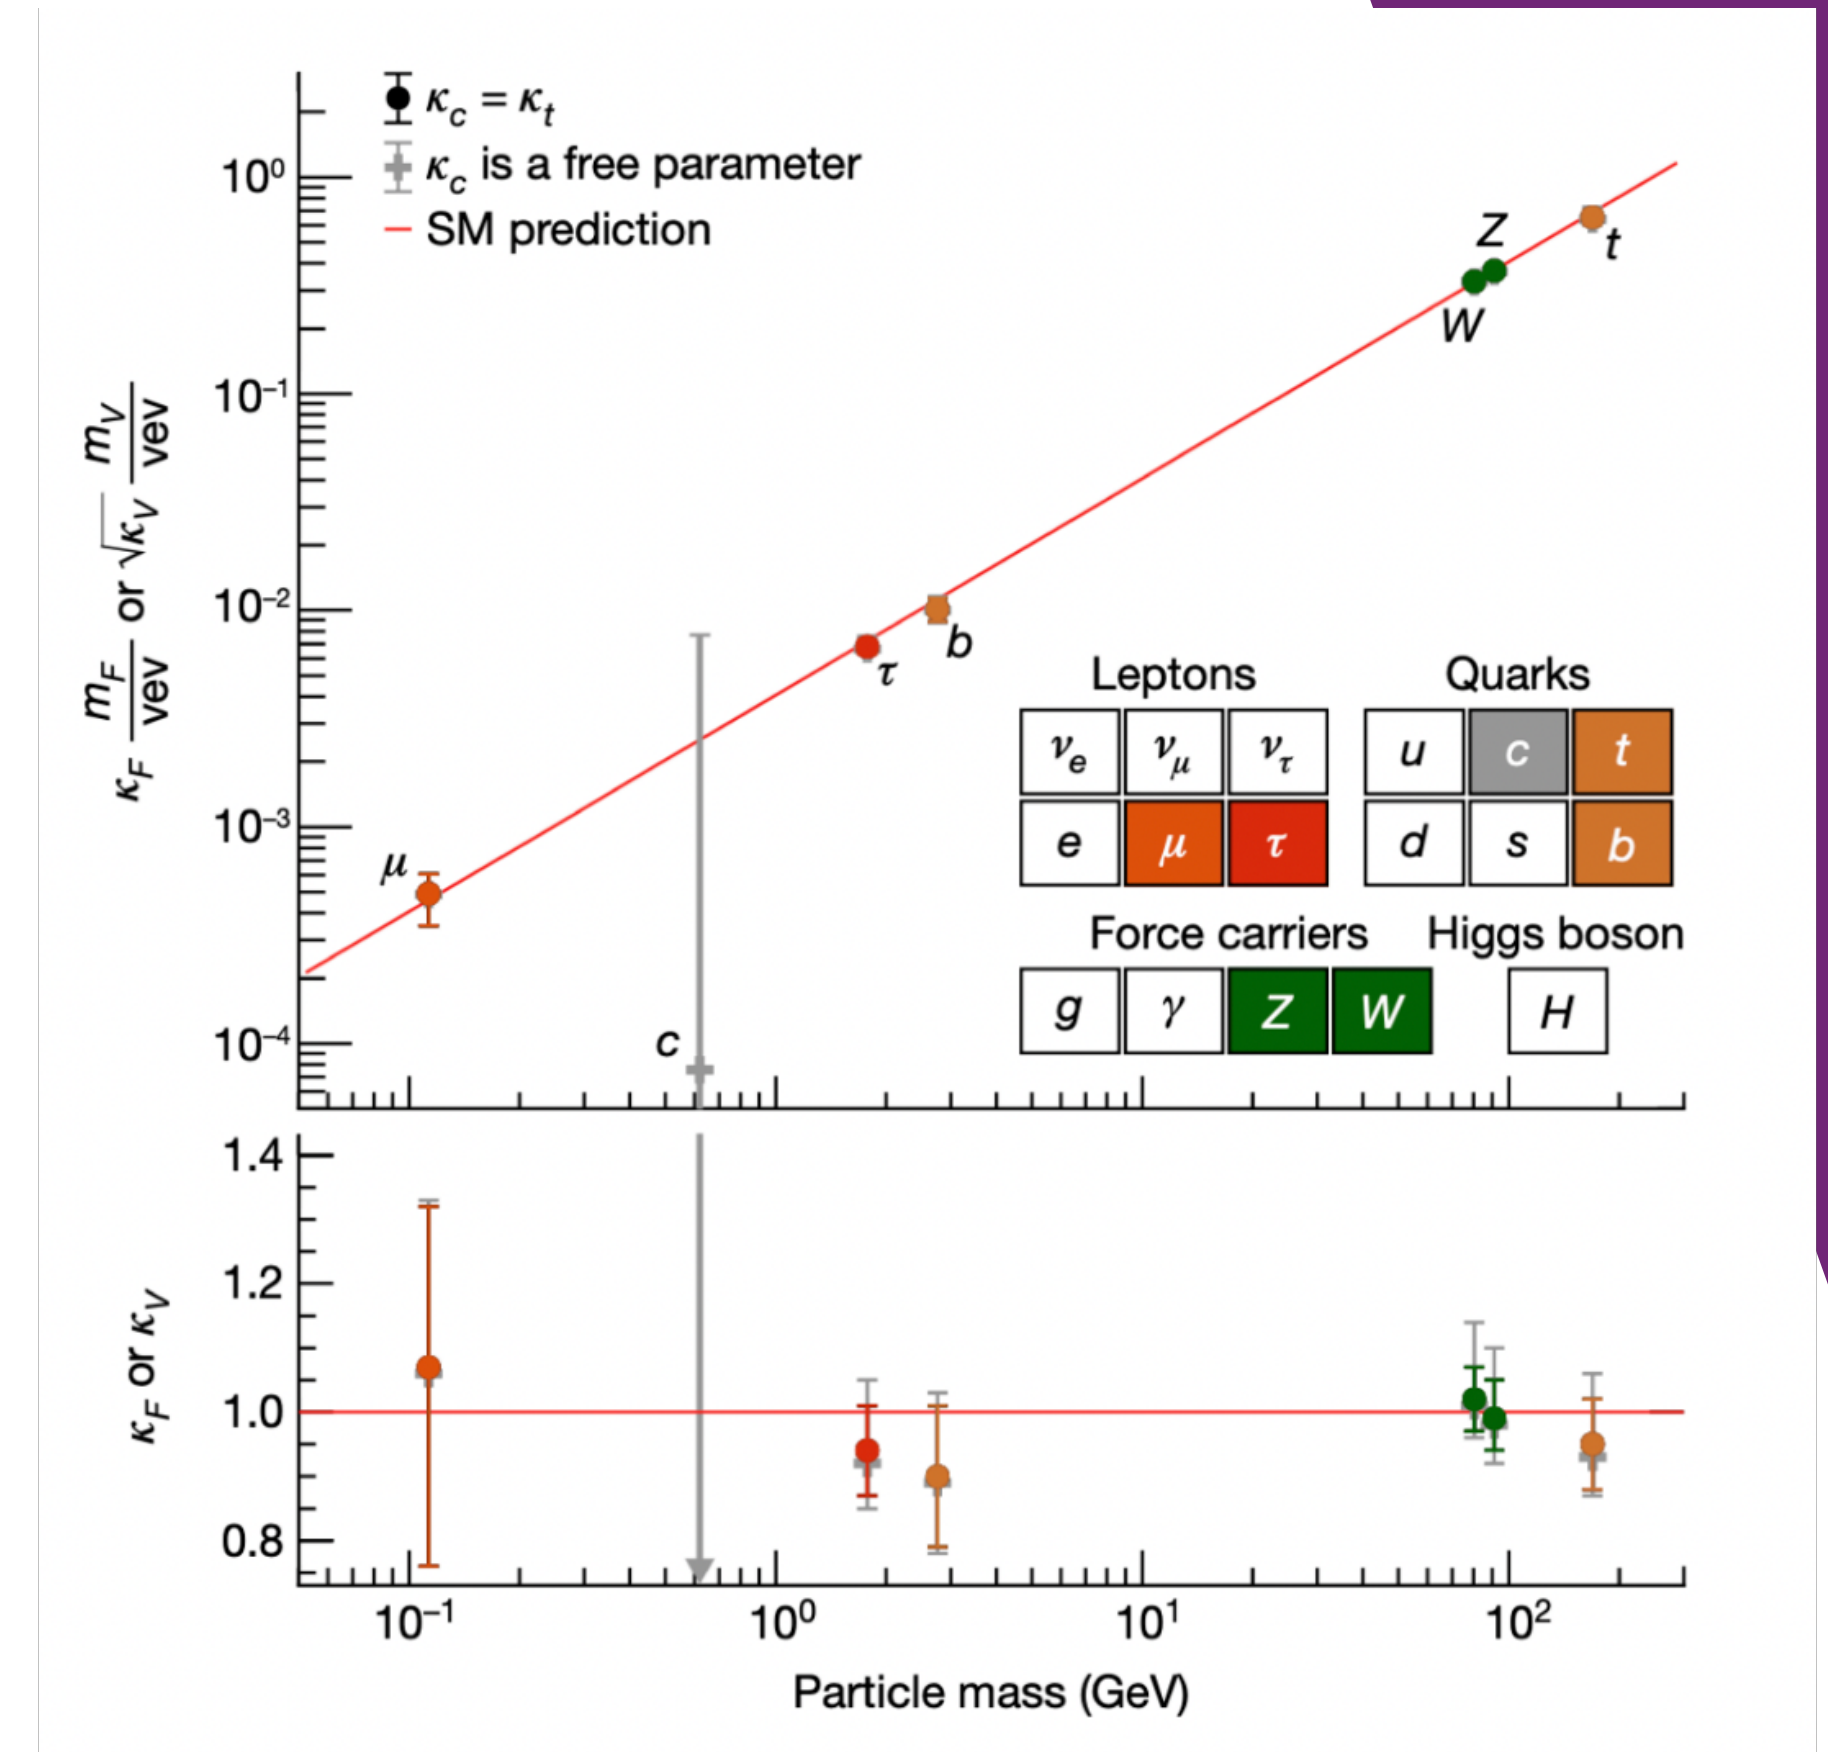 κc = κt
κc is a free parameter
SM prediction
10⁰
10⁻¹
10⁻²
10⁻³
10⁻⁴
κF mF/vev or √κV mV/vev
Z
t
W
b
τ
μ
c
Leptons
Quarks
νe νμ ντ
u c t
e μ τ
d s b
Force carriers
Higgs boson
g γ Z W
H
1.4
1.2
1.0
0.8
κF or κV
10⁻¹ 10⁰ 10¹ 10²
Particle mass (GeV)